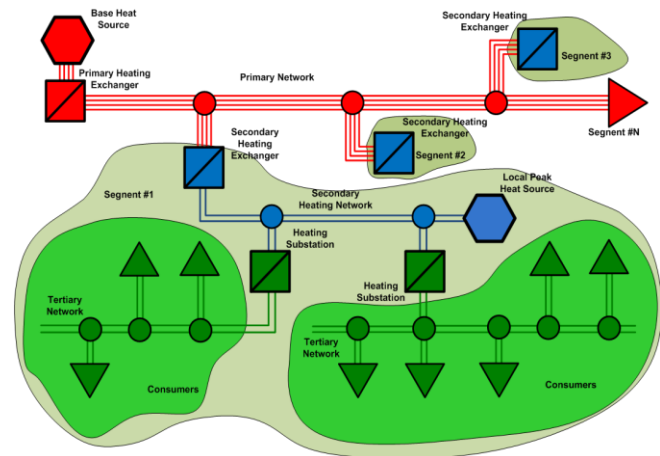 Base Heat
Source
Primary Heating
Exchanger
Primary Network
Secondary Heating
Exchanger
Segnent #3
Segnent #N
Secondary Heating
Exchanger
Segnent #2
Secondary
Heating
Exchanger
Segnent #1
Secondary
Heating Network
Local Peak
Heat Source
Heating
Substation
Heating
Substation
Tertiary
Network
Consumers
Tertiary
Network
Consumers